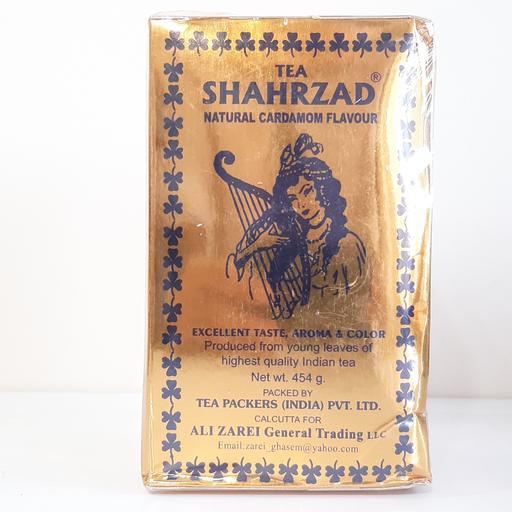 TEA
SHAHRZAD®
NATURAL CARDAMOM FLAVOUR
EXCELLENT TASTE, AROMA & COLOR
Produced from young leaves of
highest quality Indian tea
Net wt. 454 g.
PACKED BY
TEA PACKERS (INDIA) PVT. LTD.
CALCUTTA FOR
ALI ZAREI General Trading LLC
Email:zarei_ghasem@yahoo.com